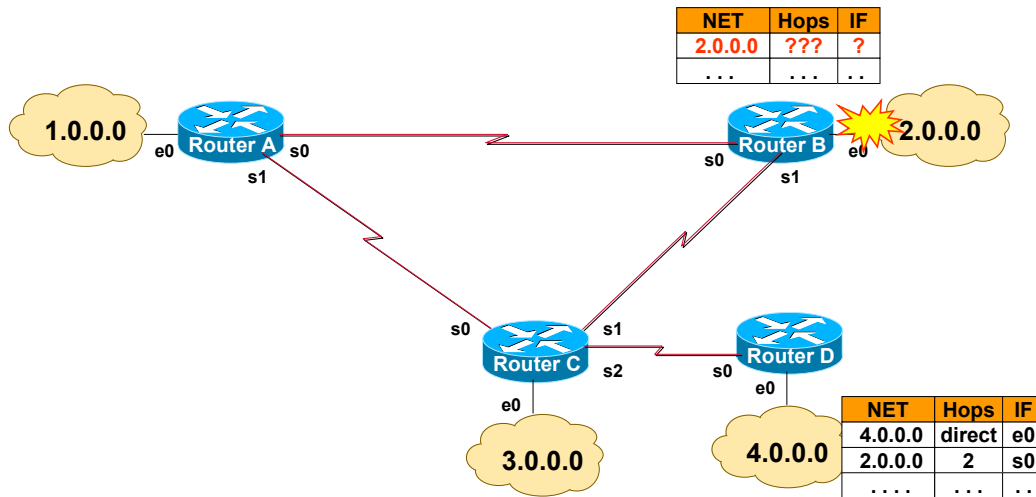 NET Hops IF
2.0.0.0 ??? ?
. . . . . . . .
1.0.0.0
e0
Router A
s0
s1
Router B
s0
s1
e0
2.0.0.0
s0
Router C
s1
s2
e0
3.0.0.0
s0
Router D
e0
4.0.0.0
NET Hops IF
4.0.0.0 direct e0
2.0.0.0 2 s0
. . . . . . . . .